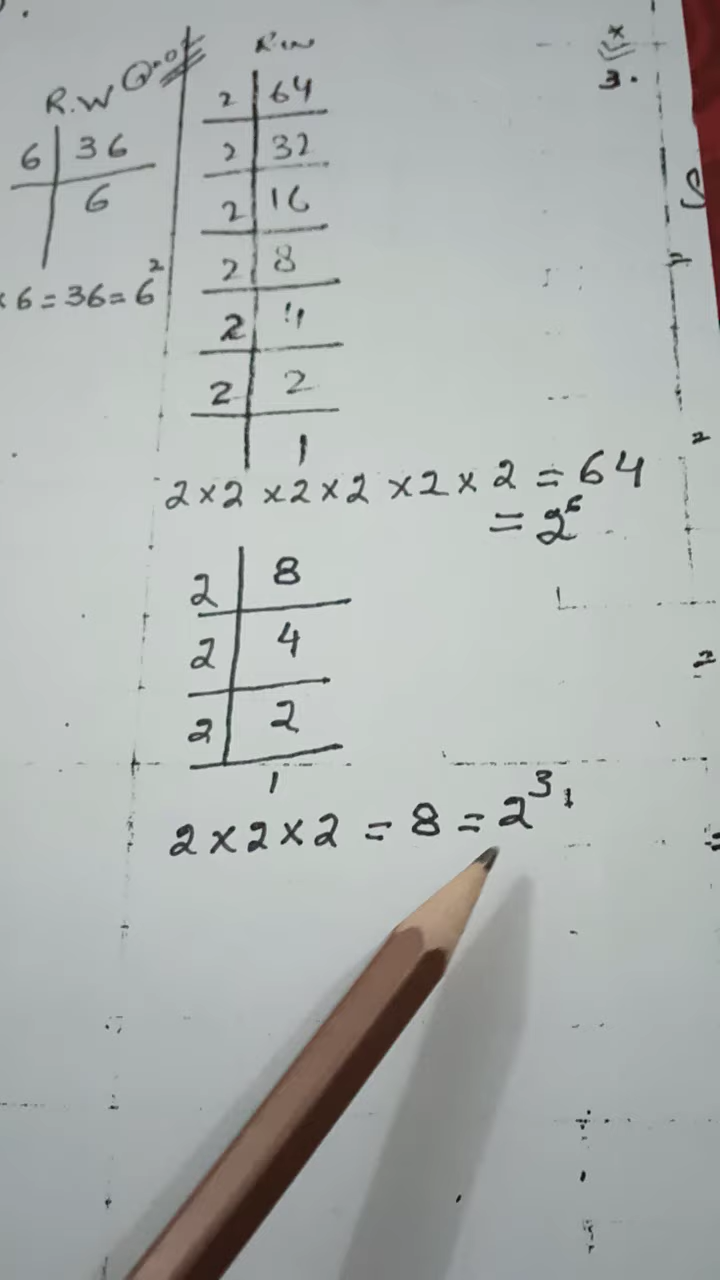 R.W
6 | 36
6
× 6 = 36 = 6²
R.W
2 | 64
2 | 32
2 | 16
2 | 8
2 | 4
2 | 2
1
2 × 2 × 2 × 2 × 2 × 2 = 64
= 2⁶
2 | 8
2 | 4
2 | 2
1
2 × 2 × 2 = 8 = 2³
3.